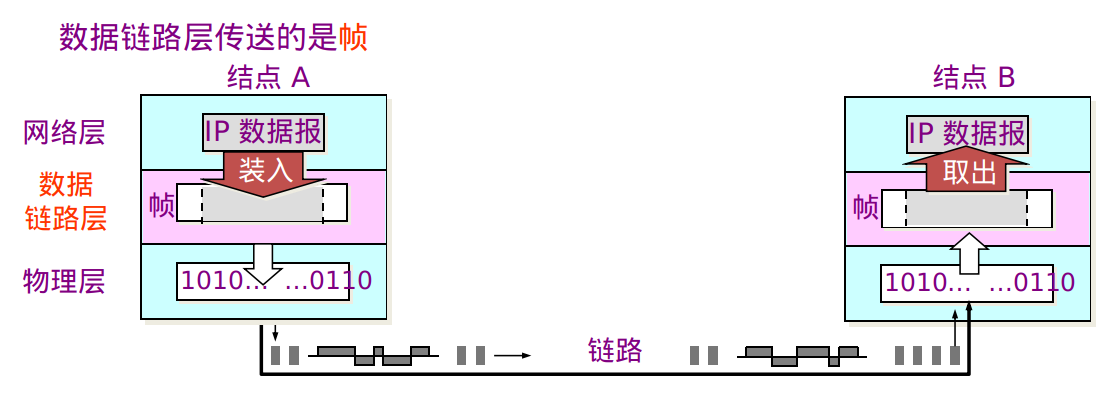 数据链路层传送的是帧
结点 A
结点 B
网络层
IP 数据报
IP 数据报
装入
取出
数据
链路层
帧
帧
物理层
1010… …0110
1010… …0110
链路